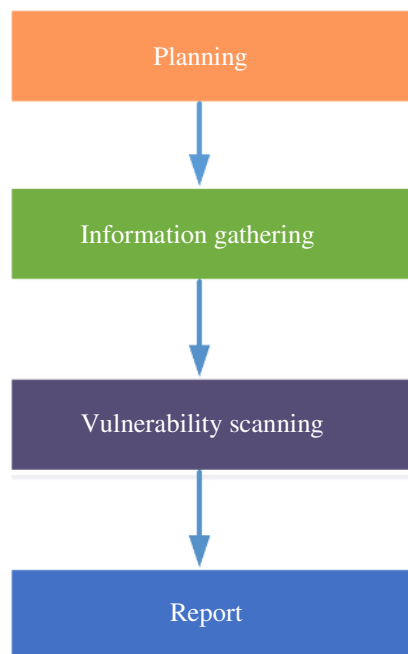 Planning
Information gathering
Vulnerability scanning
Report